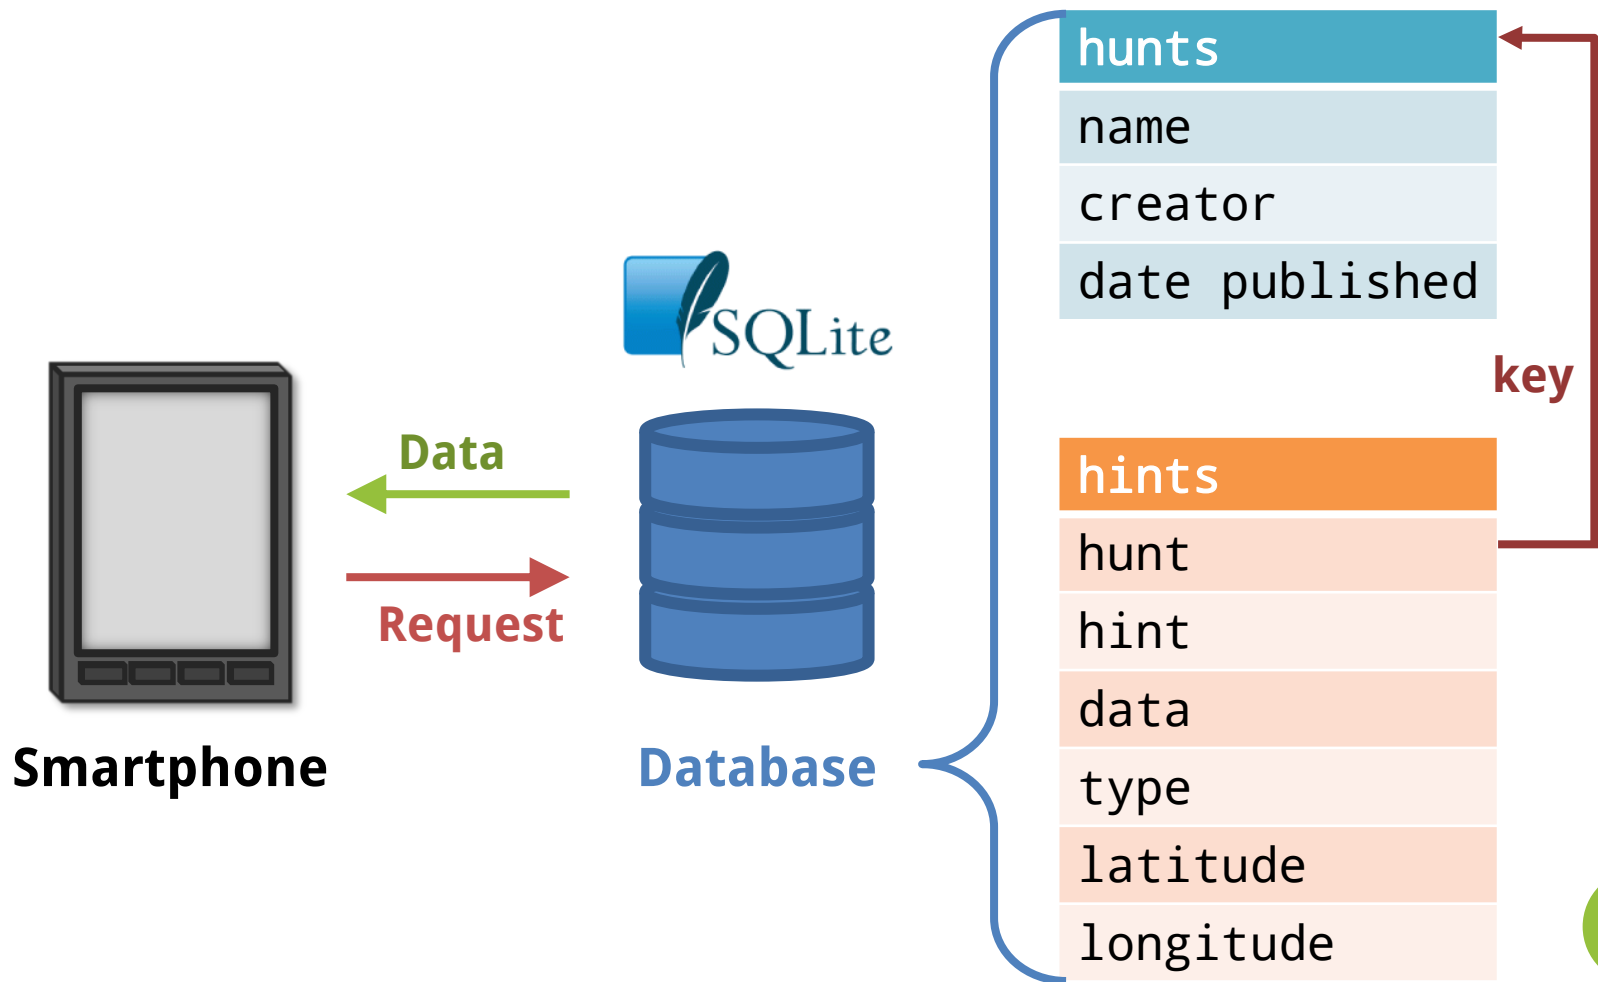 hunts
name
creator
date published
SQLite
key
Data
Request
hints
hunt
hint
data
type
latitude
longitude
Smartphone
Database